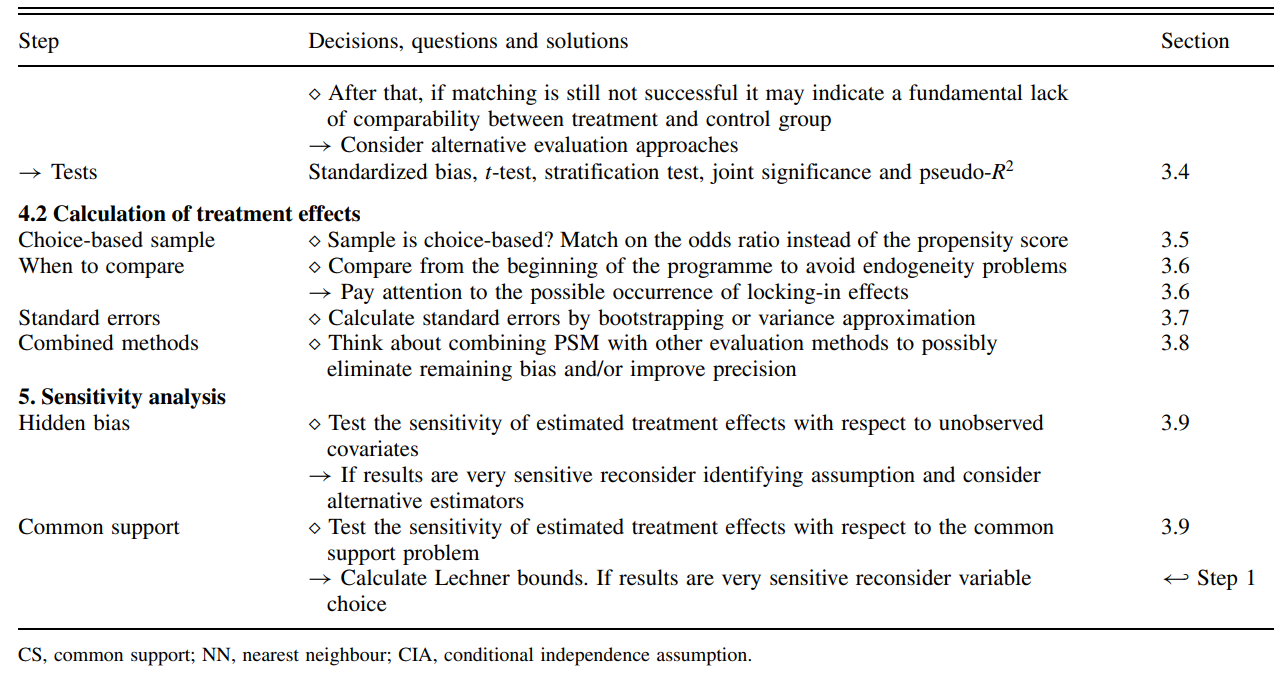 Step Decisions, questions and solutions Section
⋄ After that, if matching is still not successful it may indicate a fundamental lack
of comparability between treatment and control group
→ Consider alternative evaluation approaches
→ Tests Standardized bias, t-test, stratification test, joint significance and pseudo-R² 3.4
4.2 Calculation of treatment effects
Choice-based sample ⋄ Sample is choice-based? Match on the odds ratio instead of the propensity score 3.5
When to compare ⋄ Compare from the beginning of the programme to avoid endogeneity problems 3.6
→ Pay attention to the possible occurrence of locking-in effects 3.6
Standard errors ⋄ Calculate standard errors by bootstrapping or variance approximation 3.7
Combined methods ⋄ Think about combining PSM with other evaluation methods to possibly 3.8
eliminate remaining bias and/or improve precision
5. Sensitivity analysis
Hidden bias ⋄ Test the sensitivity of estimated treatment effects with respect to unobserved 3.9
covariates
→ If results are very sensitive reconsider identifying assumption and consider
alternative estimators
Common support ⋄ Test the sensitivity of estimated treatment effects with respect to the common 3.9
support problem
→ Calculate Lechner bounds. If results are very sensitive reconsider variable ↩ Step 1
choice
CS, common support; NN, nearest neighbour; CIA, conditional independence assumption.